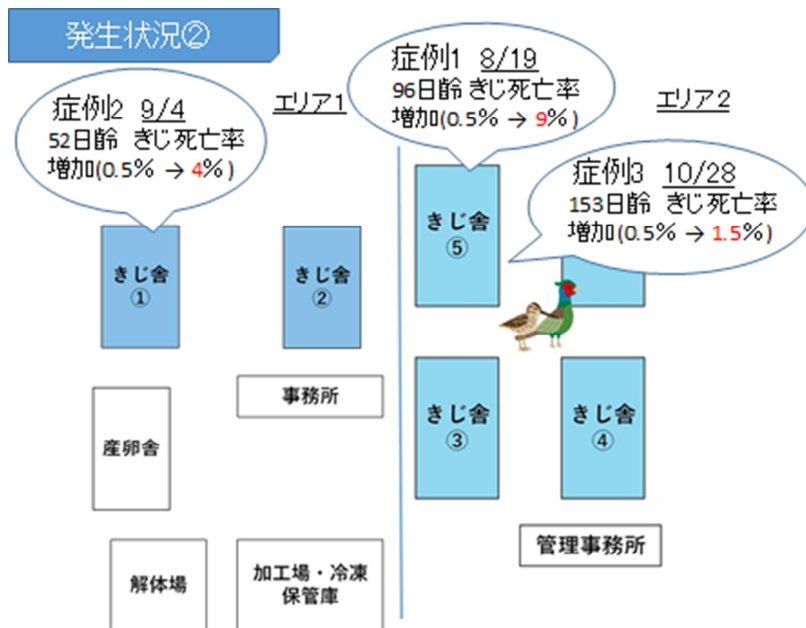 発生状況②
症例2 9/4
52日齢 きじ死亡率
増加(0.5% → 4%)
エリア1
症例1 8/19
96日齢 きじ死亡率
増加(0.5% → 9%)
エリア2
症例3 10/28
153日齢 きじ死亡率
増加(0.5% → 1.5%)
きじ舎
①
きじ舎
②
きじ舎
⑤
事務所
産卵舎
きじ舎
③
きじ舎
④
解体場
加工場・冷凍
保管庫
管理事務所